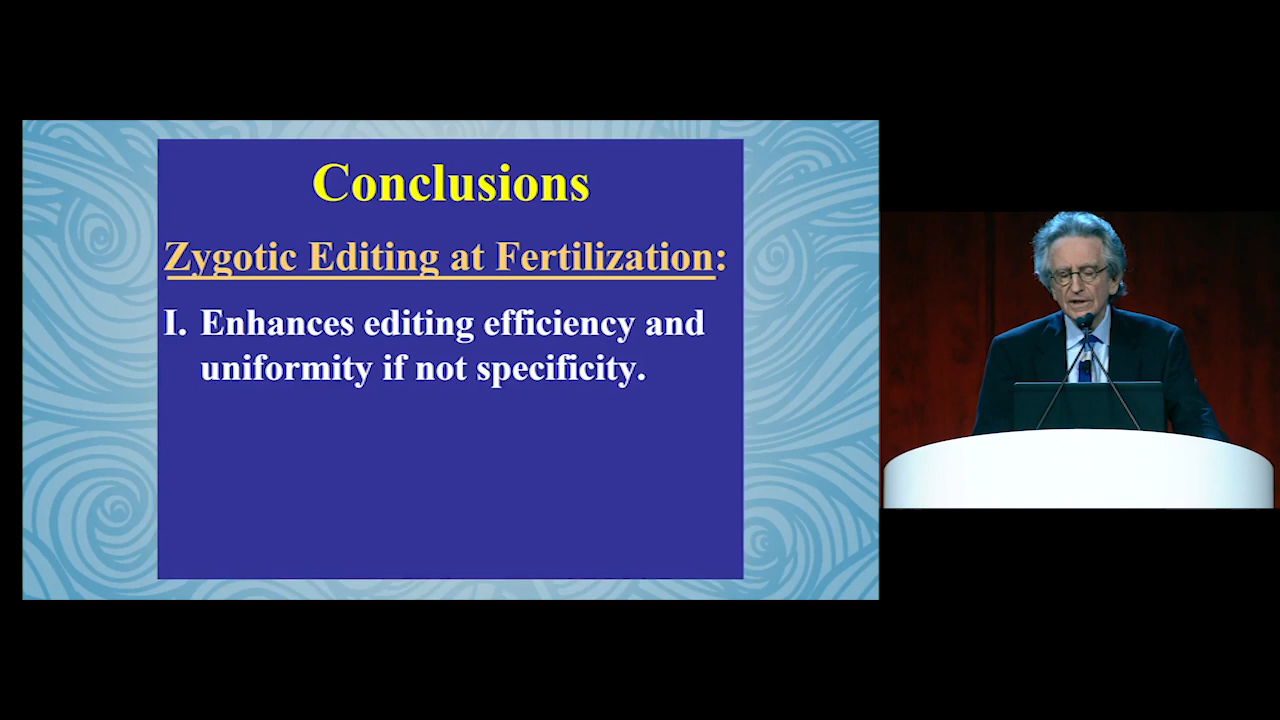 Conclusions
Zygotic Editing at Fertilization:
I. Enhances editing efficiency and
uniformity if not specificity.